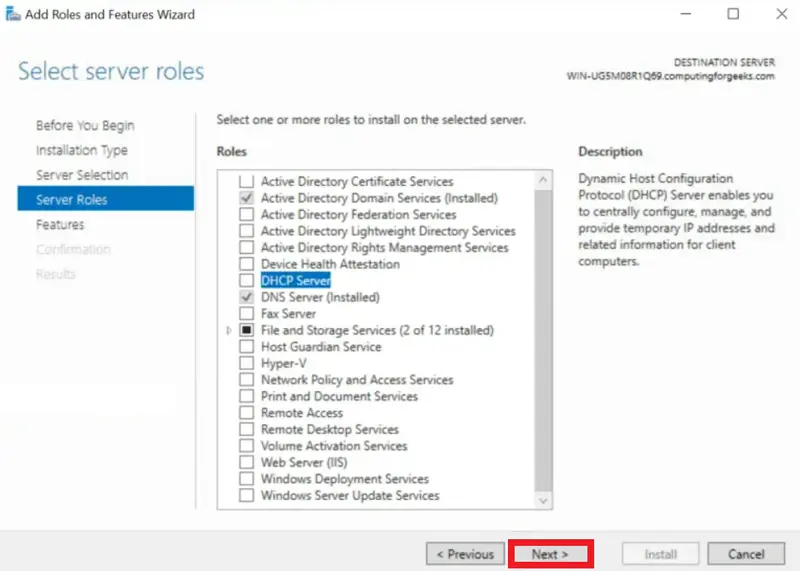 Add Roles and Features Wizard
Select server roles
DESTINATION SERVER
WIN-UG5M08R1Q69.computingforgeeks.com
Before You Begin
Installation Type
Server Selection
Server Roles
Features
Confirmation
Results
Select one or more roles to install on the selected server.
Roles
Active Directory Certificate Services
Active Directory Domain Services (Installed)
Active Directory Federation Services
Active Directory Lightweight Directory Services
Active Directory Rights Management Services
Device Health Attestation
DHCP Server
DNS Server (Installed)
Fax Server
File and Storage Services (2 of 12 installed)
Host Guardian Service
Hyper-V
Network Policy and Access Services
Print and Document Services
Remote Access
Remote Desktop Services
Volume Activation Services
Web Server (IIS)
Windows Deployment Services
Windows Server Update Services
Description
Dynamic Host Configuration
Protocol (DHCP) Server enables you
to centrally configure, manage, and
provide temporary IP addresses and
related information for client
computers.
< Previous
Next >
Install
Cancel